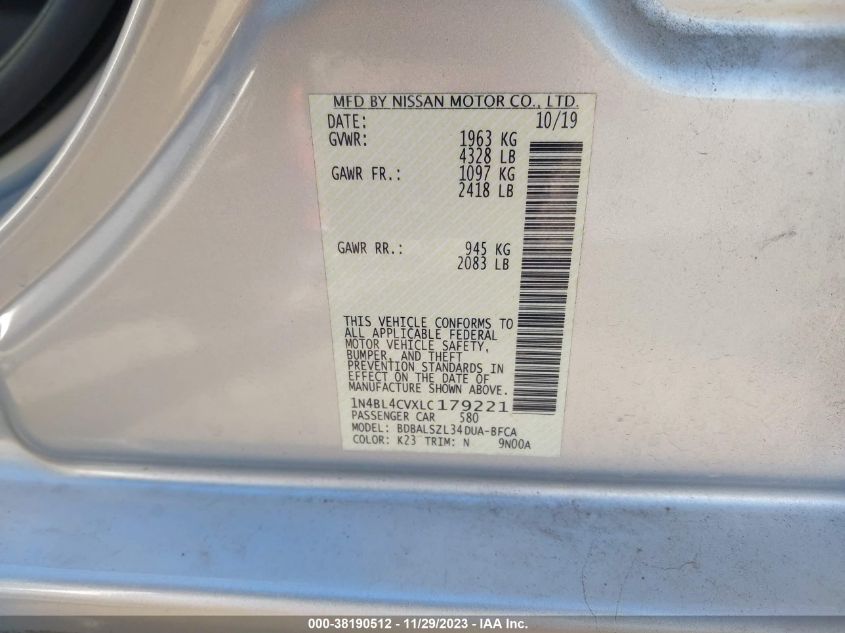 MFD BY NISSAN MOTOR CO., LTD.
DATE: 10/19
GVWR: 1963 KG
4328 LB
GAWR FR.: 1097 KG
2418 LB
GAWR RR.: 945 KG
2083 LB
THIS VEHICLE CONFORMS TO
ALL APPLICABLE FEDERAL
MOTOR VEHICLE SAFETY,
BUMPER, AND THEFT
PREVENTION STANDARDS IN
EFFECT ON THE DATE OF
MANUFACTURE SHOWN ABOVE.
1N4BL4CVXLC179221
PASSENGER CAR 580
MODEL: BDBALSZL34DUA-BFCA
COLOR: K23 TRIM: N 9N00A
000-38190512 - 11/29/2023 - IAA Inc.